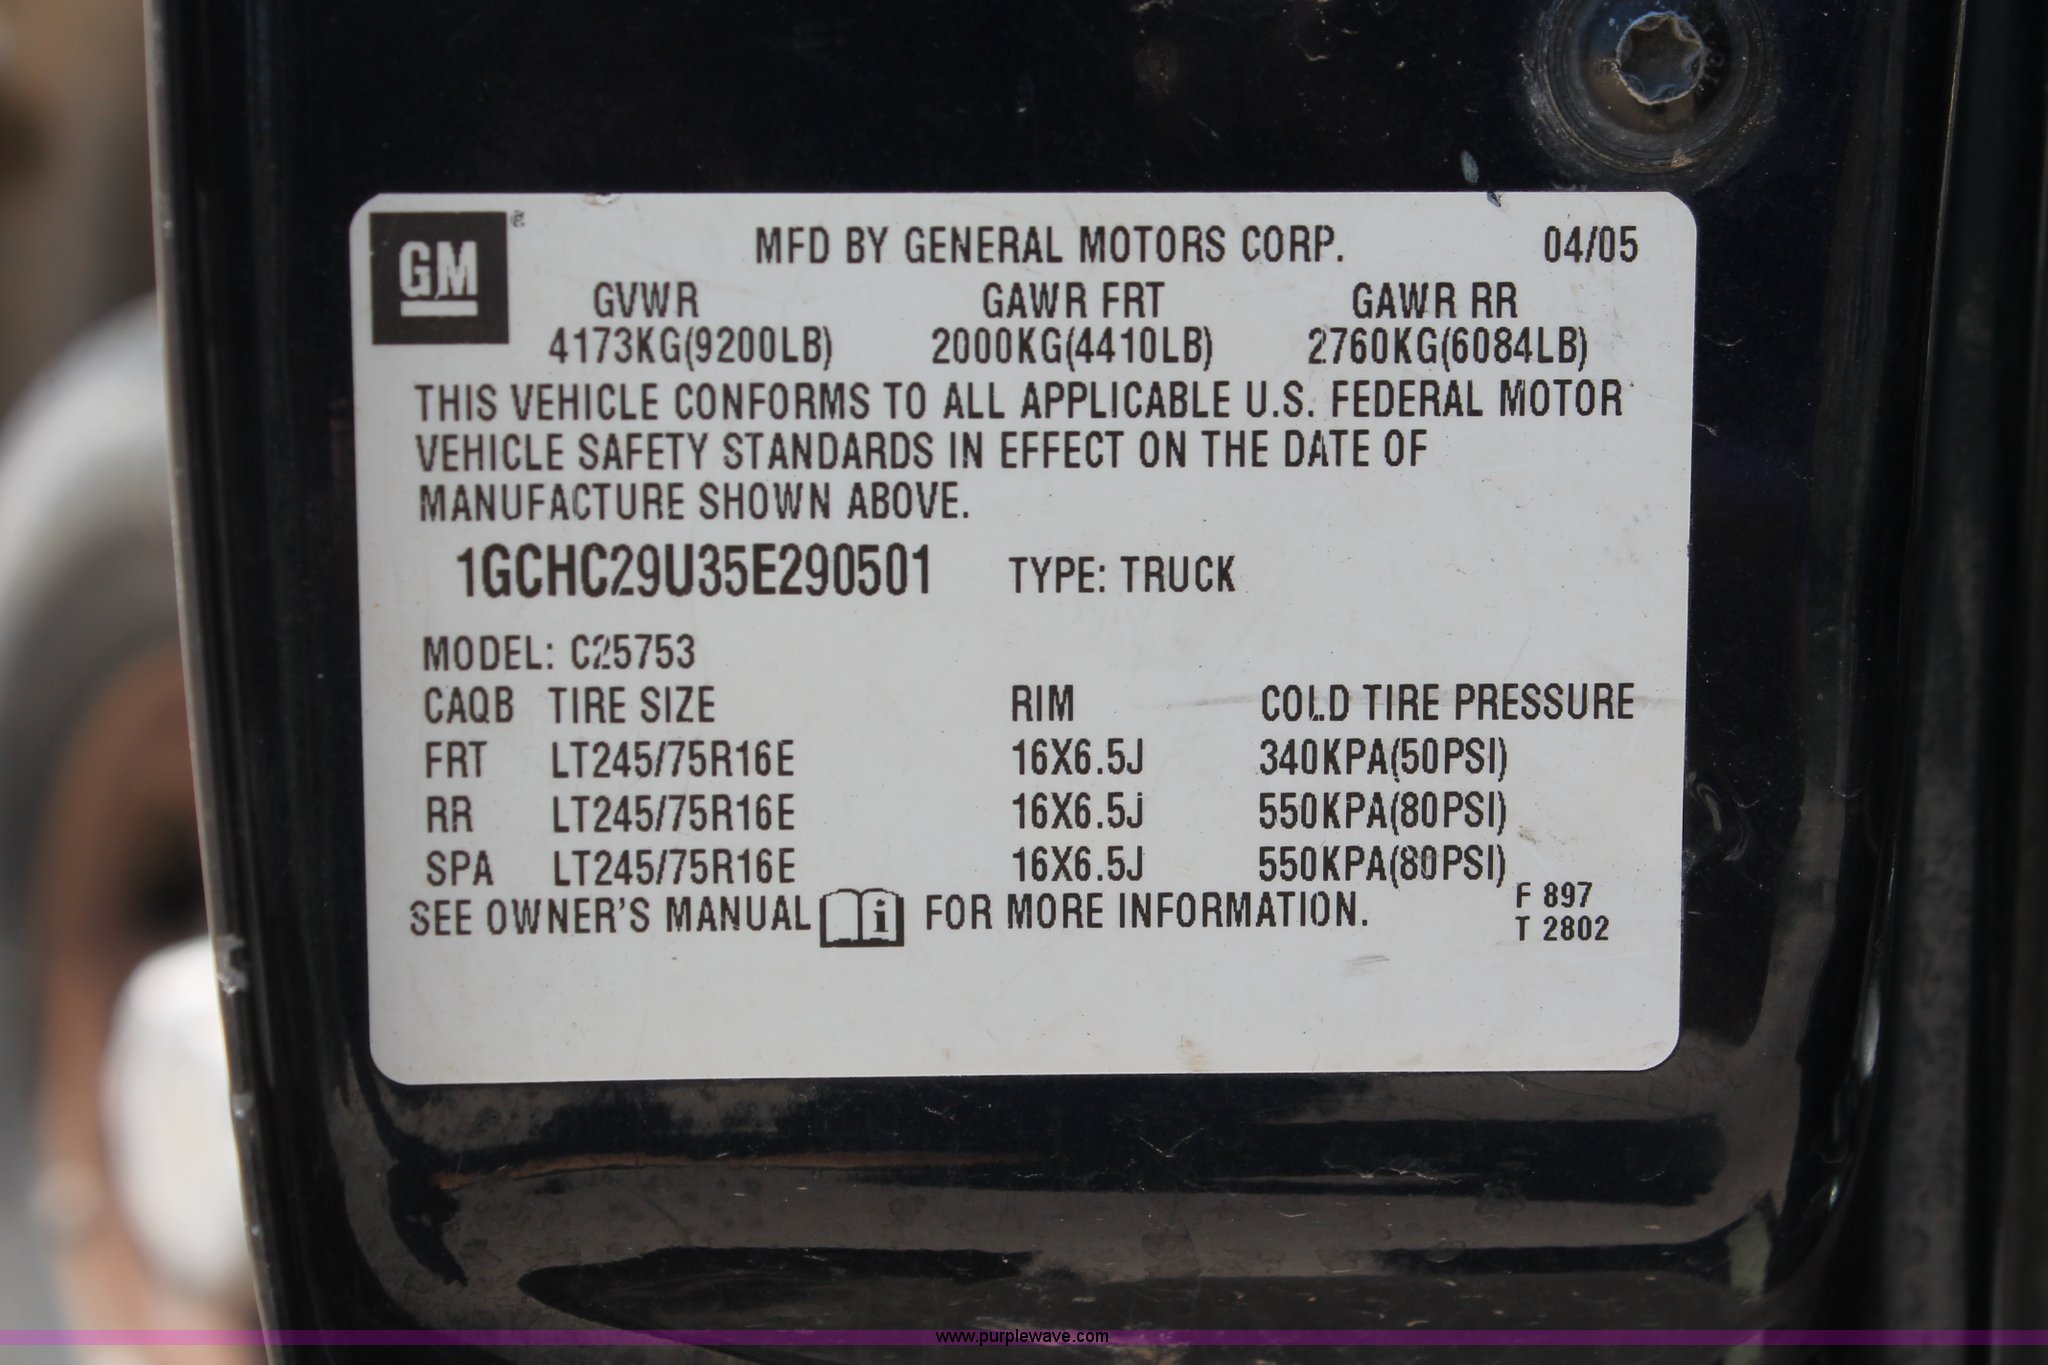 GM®
MFD BY GENERAL MOTORS CORP. 04/05
GVWR GAWR FRT GAWR RR
4173KG(9200LB) 2000KG(4410LB) 2760KG(6084LB)
THIS VEHICLE CONFORMS TO ALL APPLICABLE U.S. FEDERAL MOTOR
VEHICLE SAFETY STANDARDS IN EFFECT ON THE DATE OF
MANUFACTURE SHOWN ABOVE.
1GCHC29U35E290501 TYPE: TRUCK
MODEL: C25753
CAQB TIRE SIZE RIM COLD TIRE PRESSURE
FRT LT245/75R16E 16X6.5J 340KPA(50PSI)
RR LT245/75R16E 16X6.5J 550KPA(80PSI)
SPA LT245/75R16E 16X6.5J 550KPA(80PSI)
SEE OWNER'S MANUAL i FOR MORE INFORMATION.
F 897
T 2802
www.purplewave.com